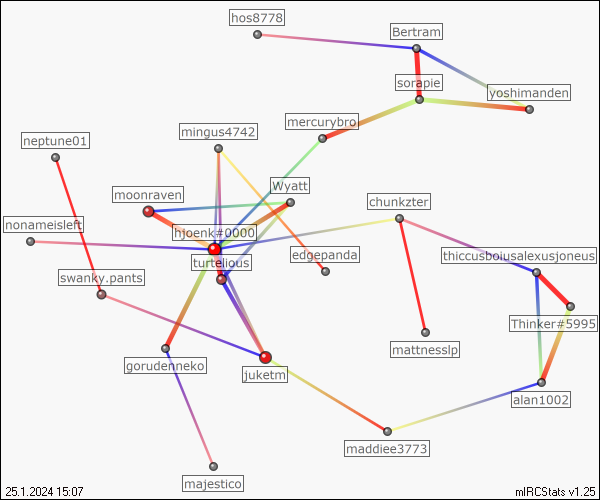 hos8778
Bertram
sorapie
yoshimanden
mercurybro
mingus4742
neptune01
Wyatt
moonraven
chunkzter
nonameisleft
hjoenk#0000
edgepanda
thiccusboiusalexusjoneus
turtelious
swanky.pants
Thinker#5995
mattnesslp
gorudenneko
juketm
alan1002
maddiee3773
majestico
25.1.2024 15:07
mIRCStats v1.25